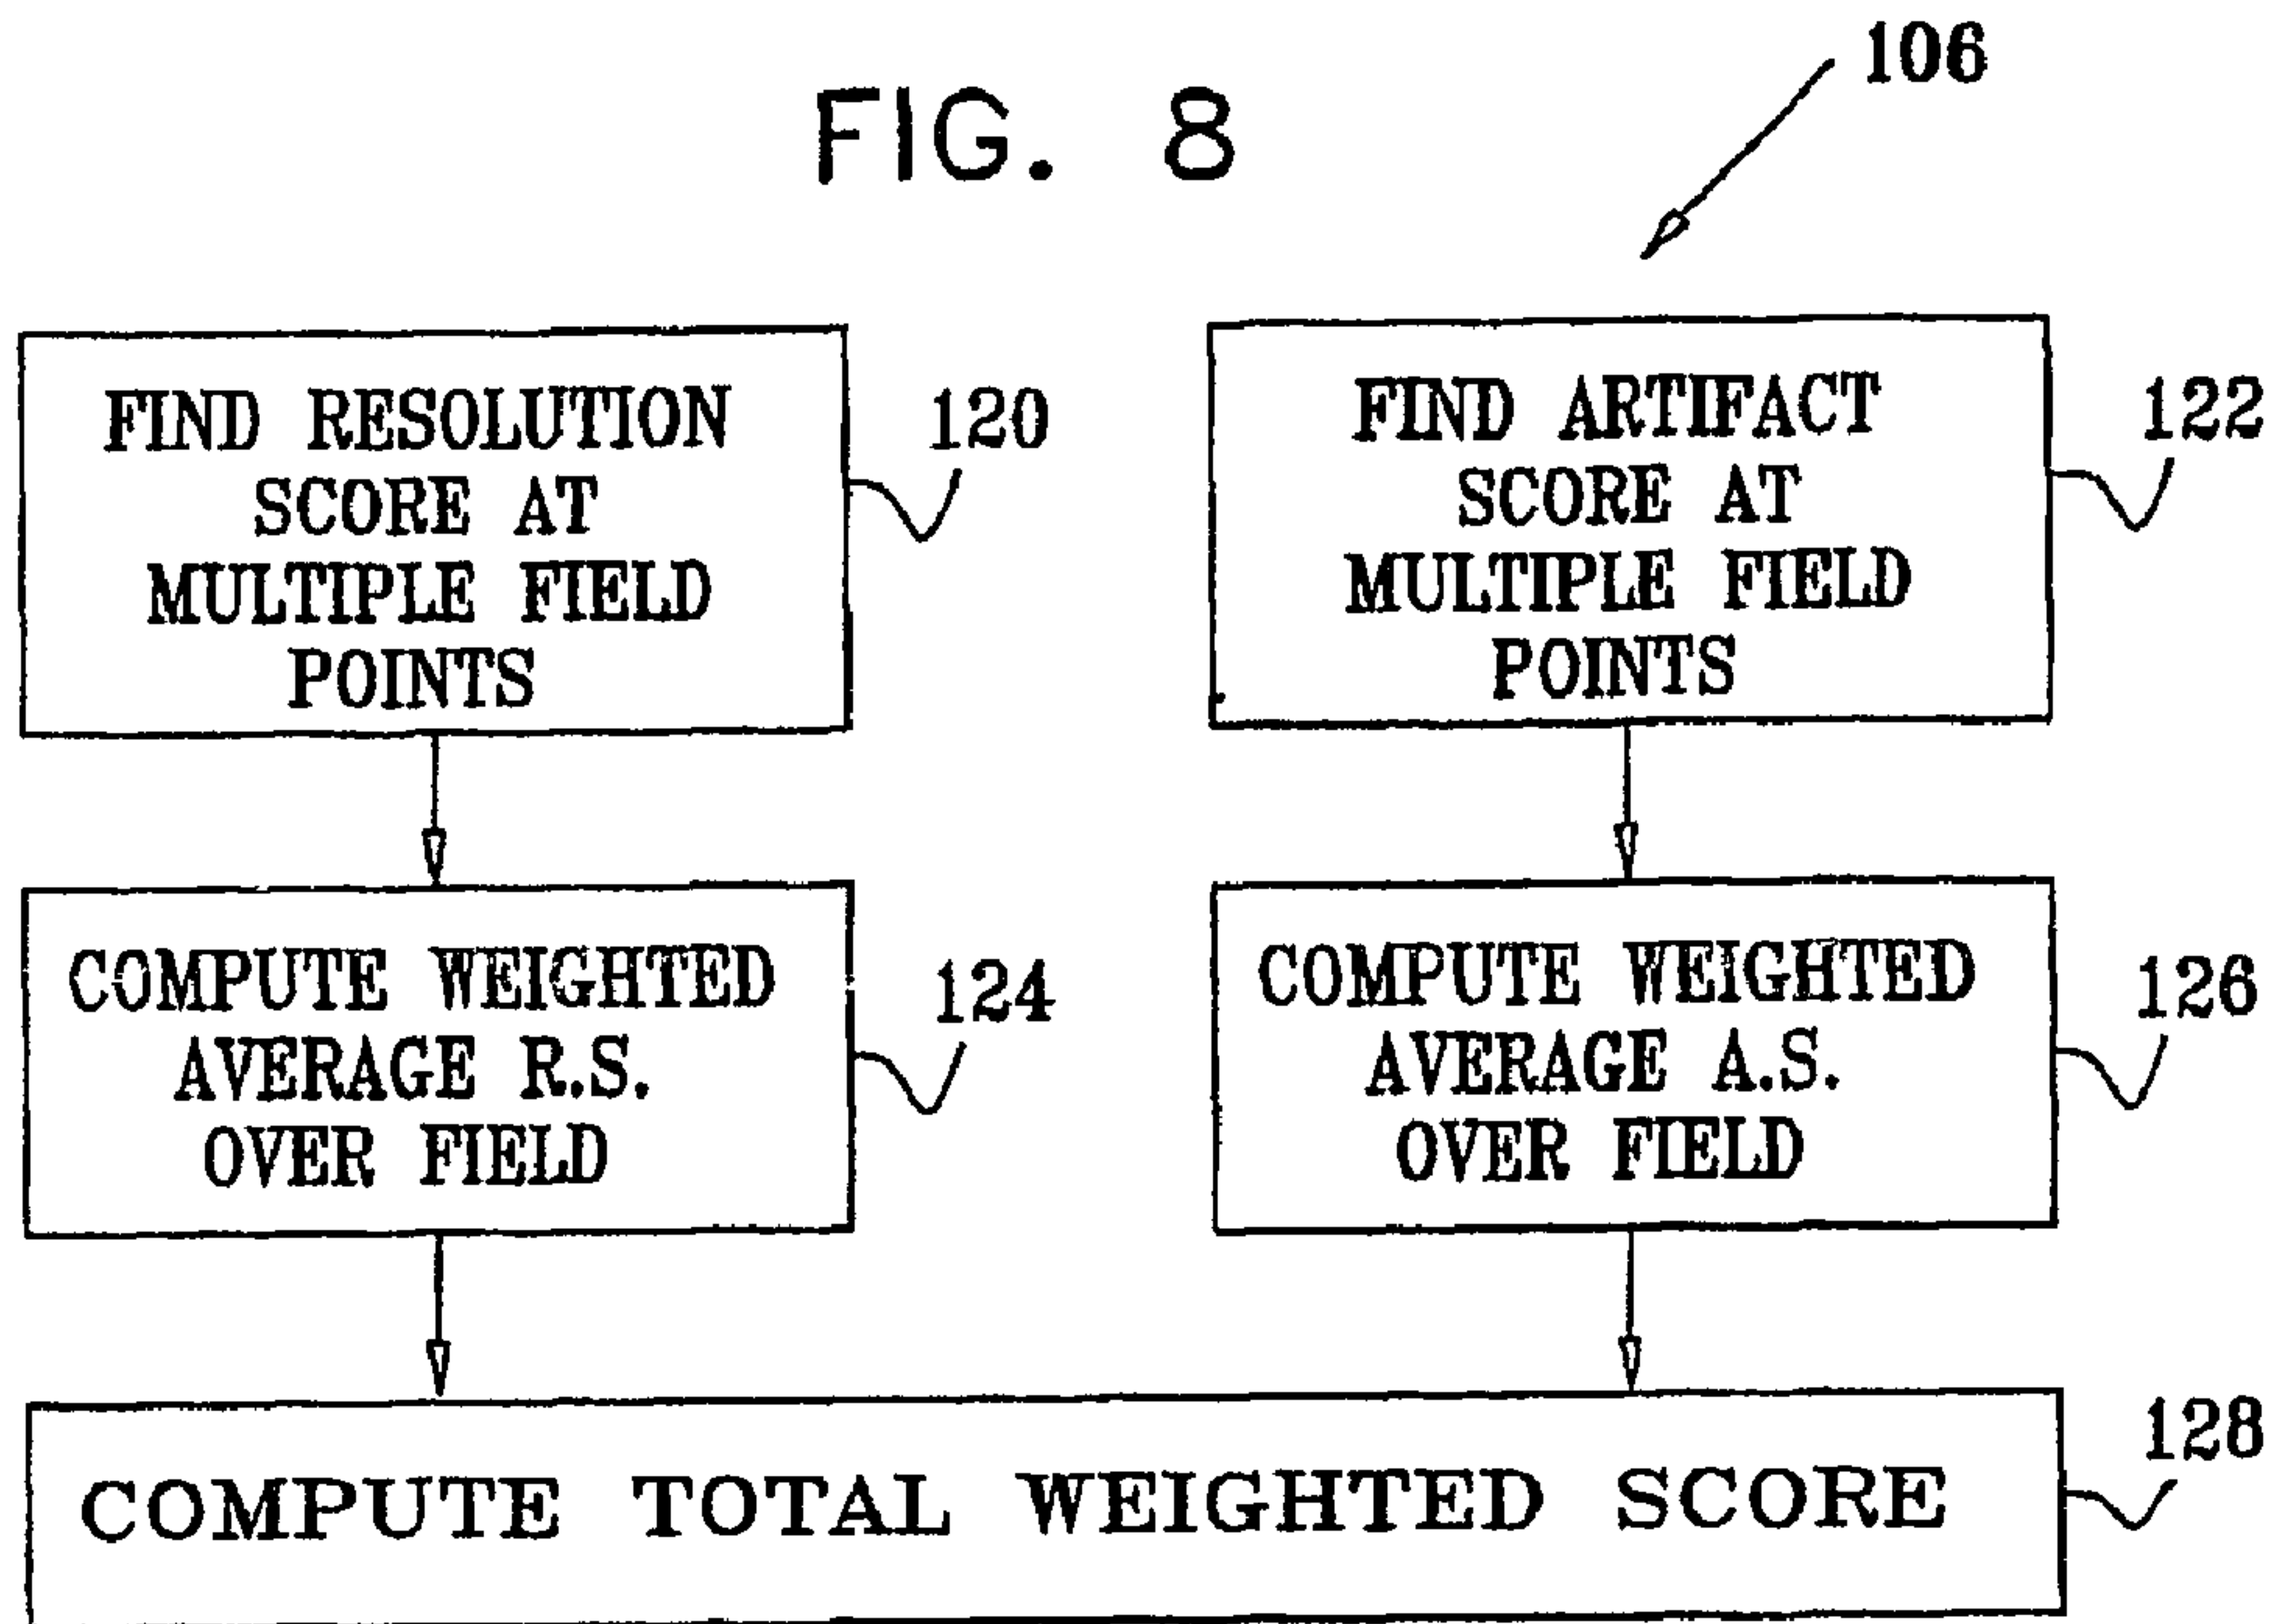 FIG. 8
106
FIND RESOLUTION
SCORE AT
MULTIPLE FIELD
POINTS
120
FIND ARTIFACT
SCORE AT
MULTIPLE FIELD
POINTS
122
COMPUTE WEIGHTED
AVERAGE R.S.
OVER FIELD
124
COMPUTE WEIGHTED
AVERAGE A.S.
OVER FIELD
126
COMPUTE TOTAL WEIGHTED SCORE
128